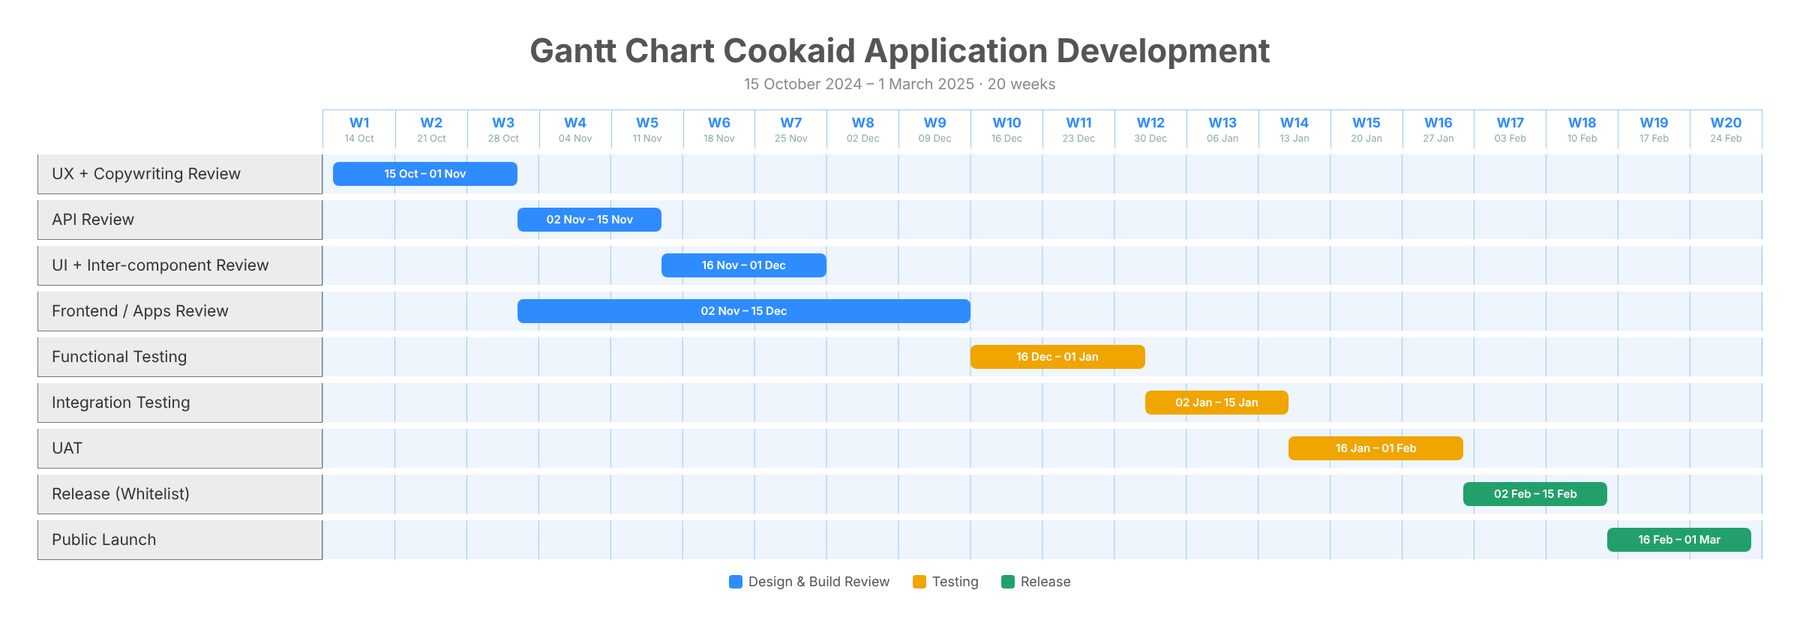 Gantt Chart Cookaid Application Development
15 October 2024 – 1 March 2025 · 20 weeks
W1 W2 W3 W4 W5 W6 W7 W8 W9 W10 W11 W12 W13 W14 W15 W16 W17 W18 W19 W20
14 Oct 21 Oct 28 Oct 04 Nov 11 Nov 18 Nov 25 Nov 02 Dec 09 Dec 16 Dec 23 Dec 30 Dec 06 Jan 13 Jan 20 Jan 27 Jan 03 Feb 10 Feb 17 Feb 24 Feb
UX + Copywriting Review 15 Oct – 01 Nov
API Review 02 Nov – 15 Nov
UI + Inter-component Review 16 Nov – 01 Dec
Frontend / Apps Review 02 Nov – 15 Dec
Functional Testing 16 Dec – 01 Jan
Integration Testing 02 Jan – 15 Jan
UAT 16 Jan – 01 Feb
Release (Whitelist) 02 Feb – 15 Feb
Public Launch 16 Feb – 01 Mar
Design & Build Review Testing Release